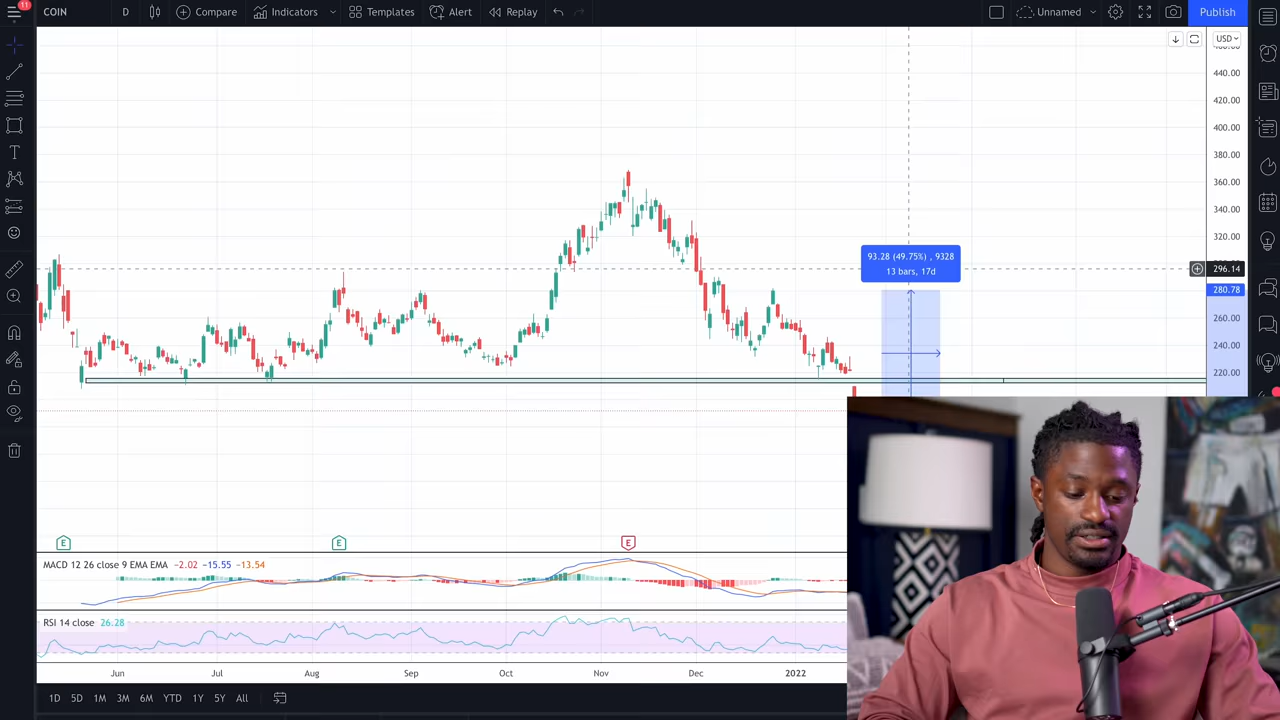 11
COIN D Compare Indicators Templates Alert Replay Unnamed Publish
USD
440.00
420.00
400.00
380.00
360.00
340.00
320.00
296.14
280.78
260.00
240.00
220.00
93.28 (49.75%) , 9328
13 bars, 17d
E E E
MACD 12 26 close 9 EMA EMA −2.02 −15.55 −13.54
RSI 14 close 26.28
Jun Jul Aug Sep Oct Nov Dec 2022
1D 5D 1M 3M 6M YTD 1Y 5Y All